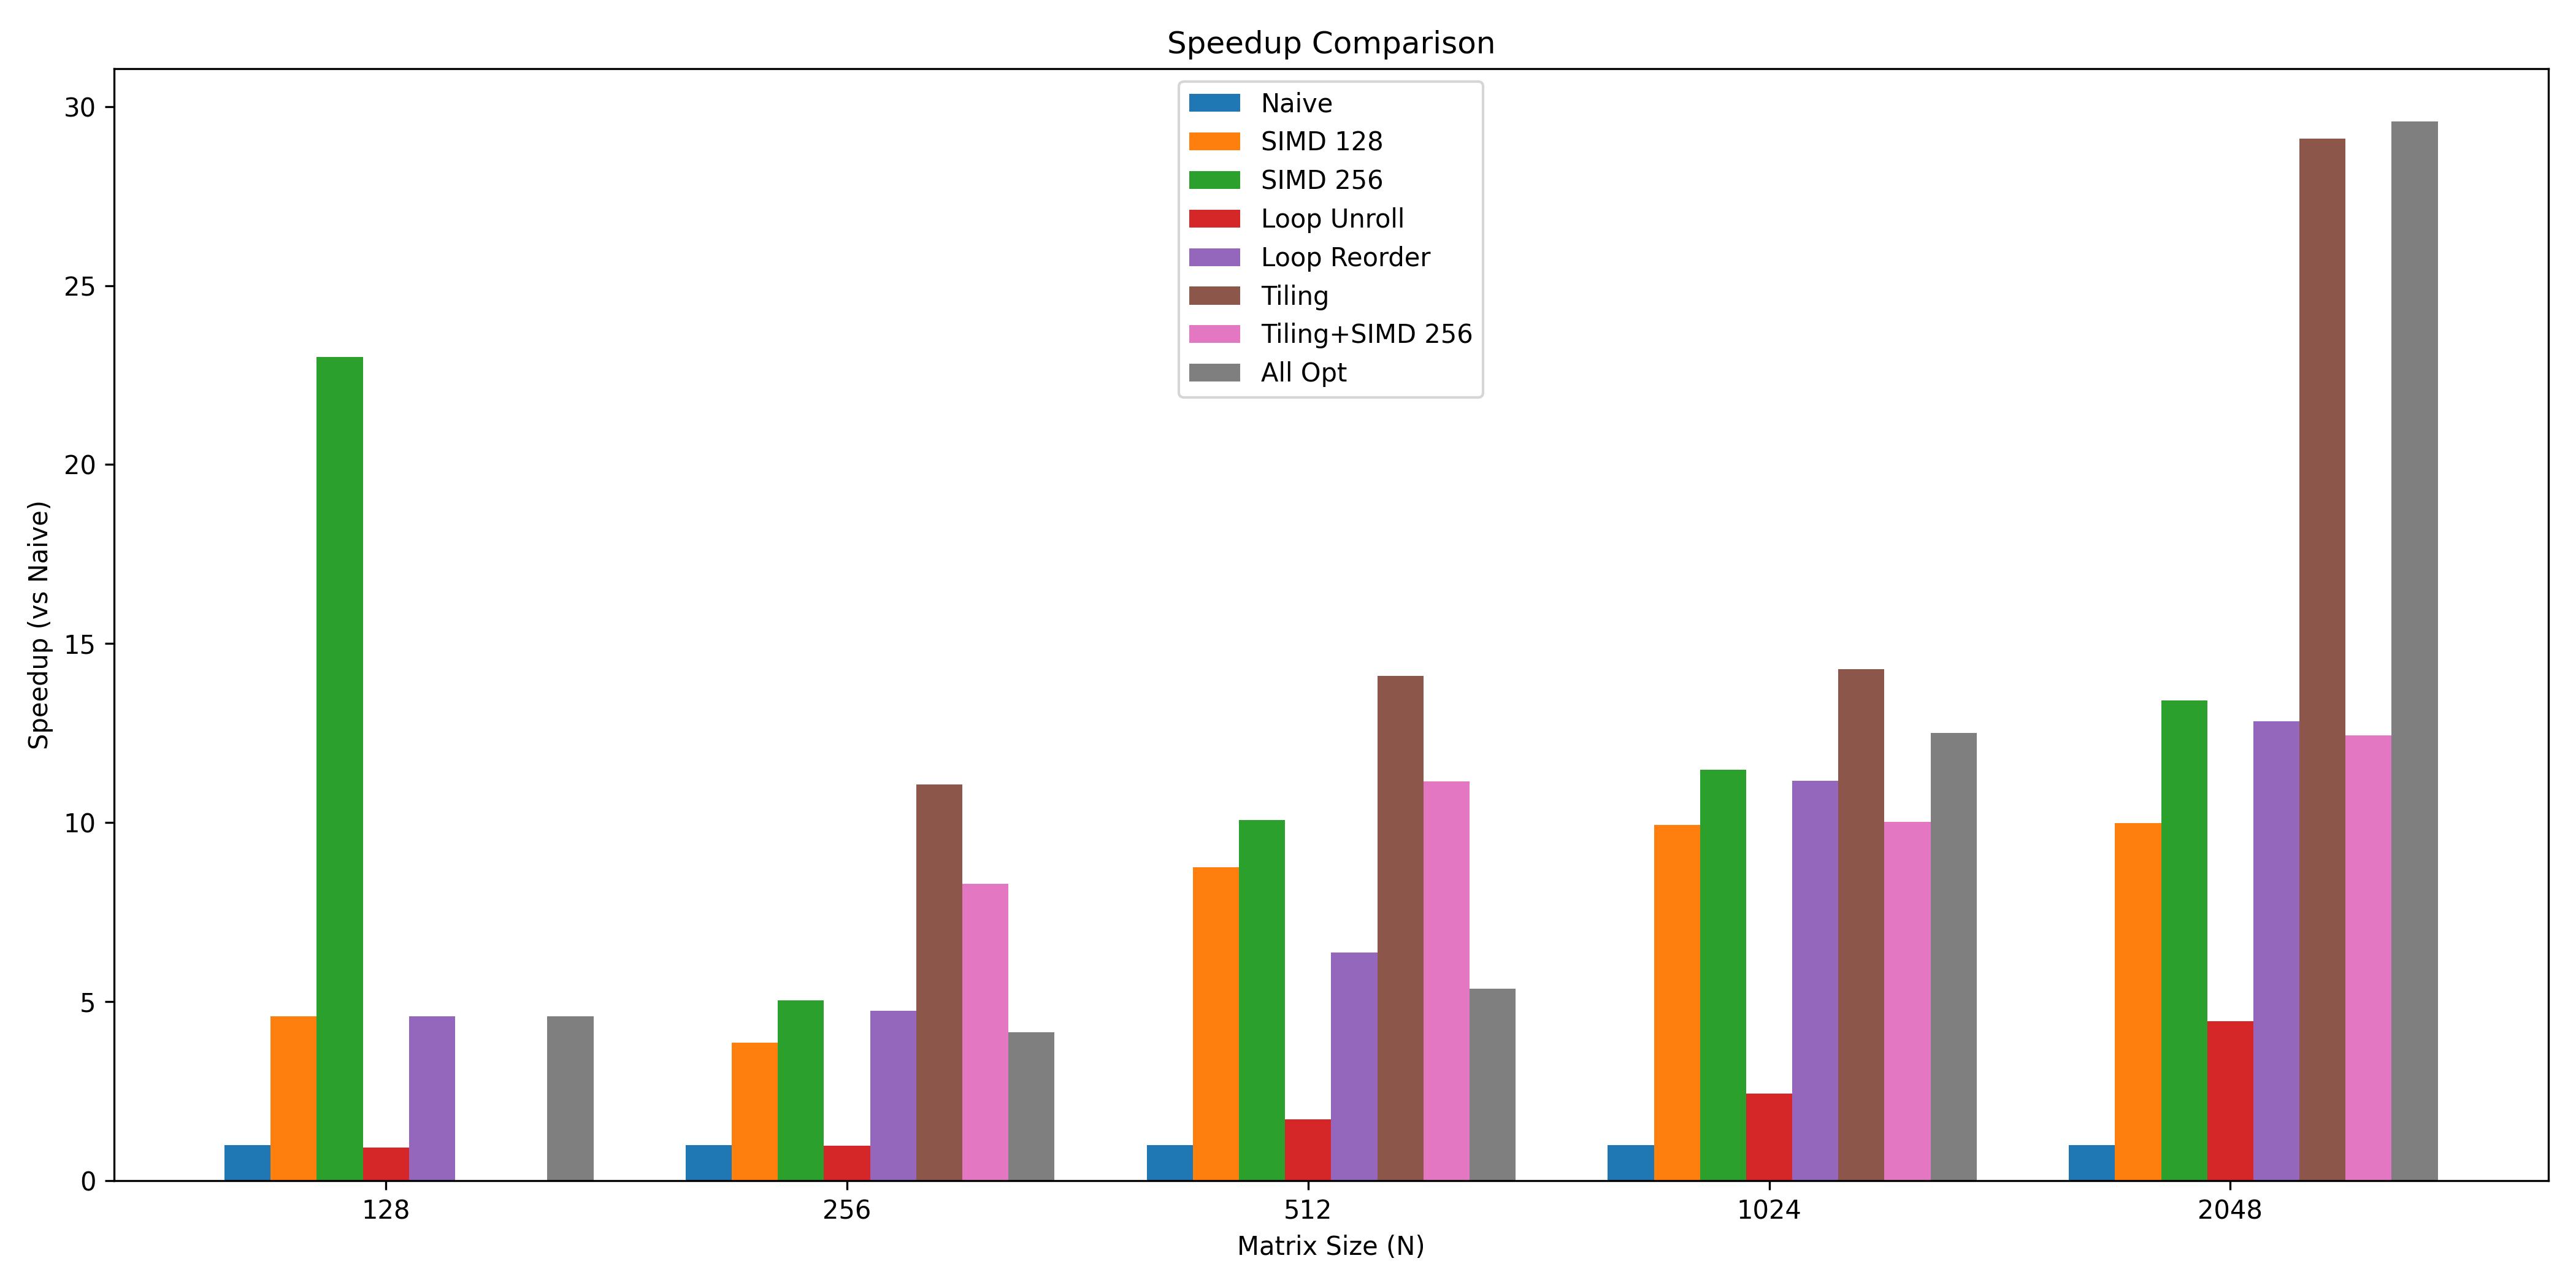 Speedup Comparison
Naive
SIMD 128
SIMD 256
Loop Unroll
Loop Reorder
Tiling
Tiling+SIMD 256
All Opt
Speedup (vs Naive)
30
25
20
15
10
5
0
128 256 512 1024 2048
Matrix Size (N)